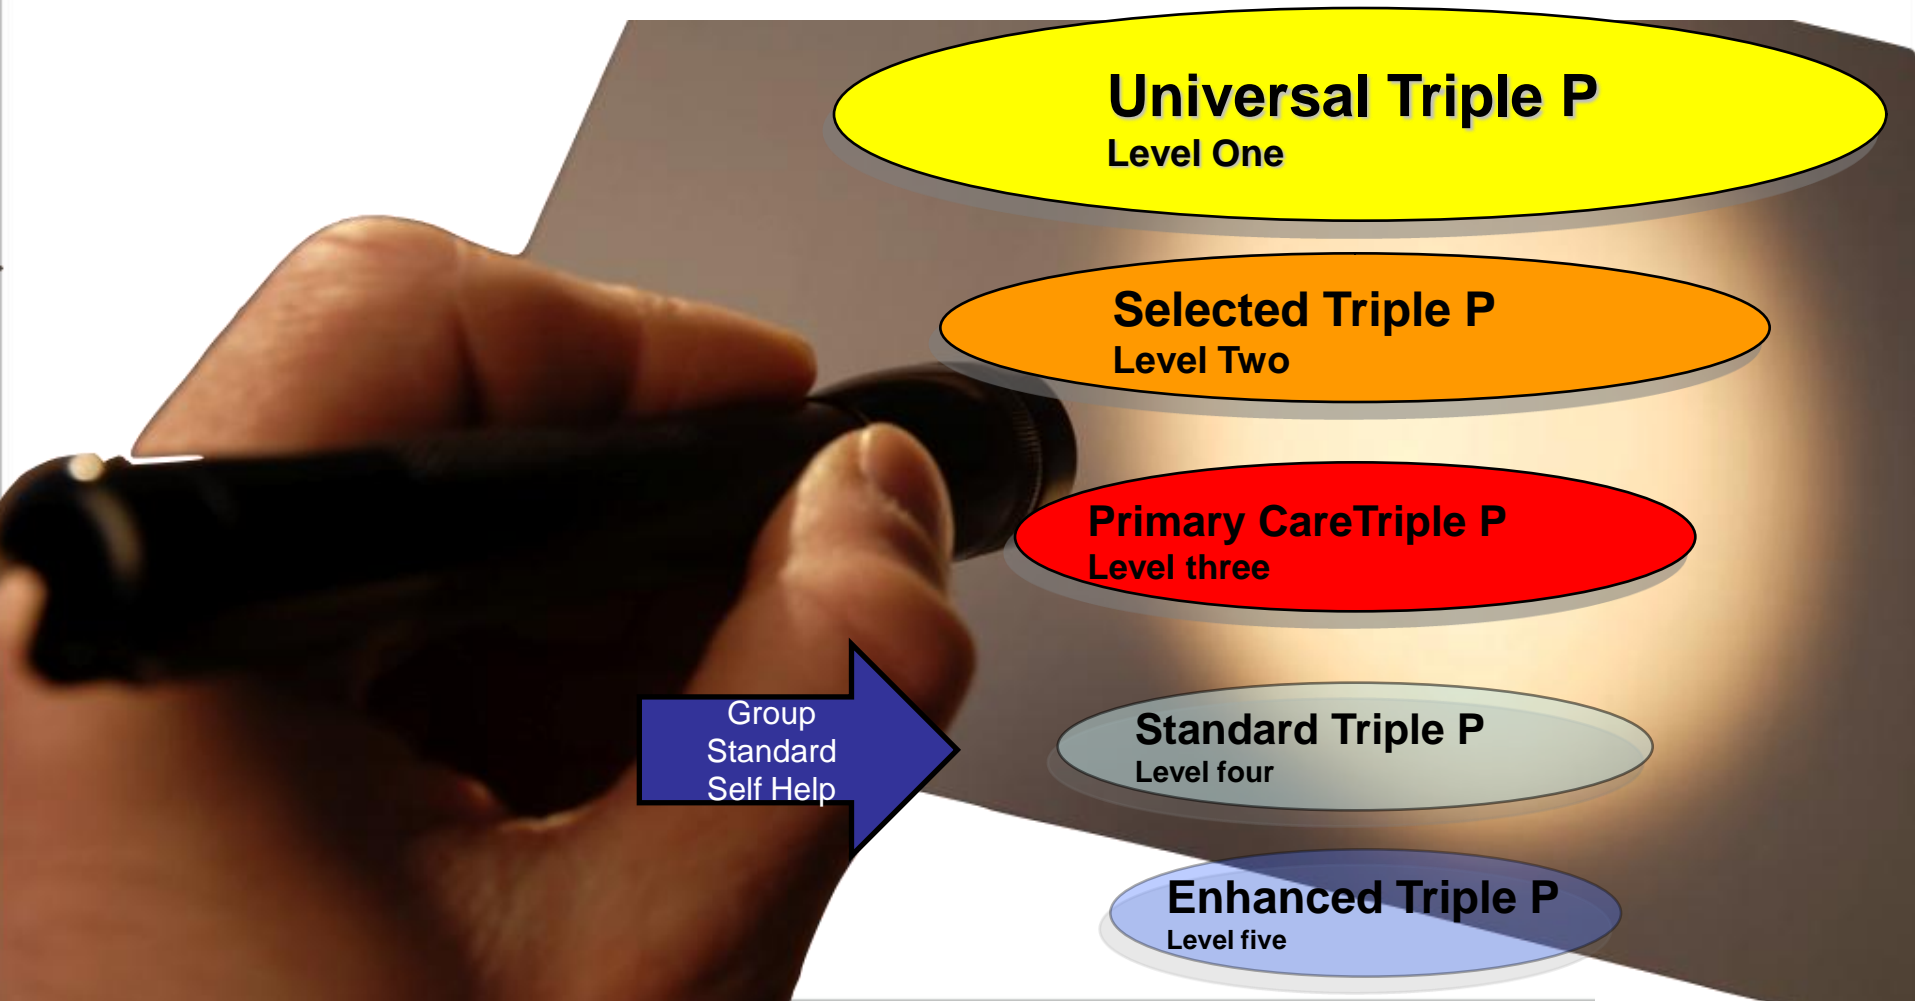 Universal Triple P
Level One
Selected Triple P
Level Two
Primary CareTriple P
Level three
Group
Standard
Self Help
Standard Triple P
Level four
Enhanced Triple P
Level five